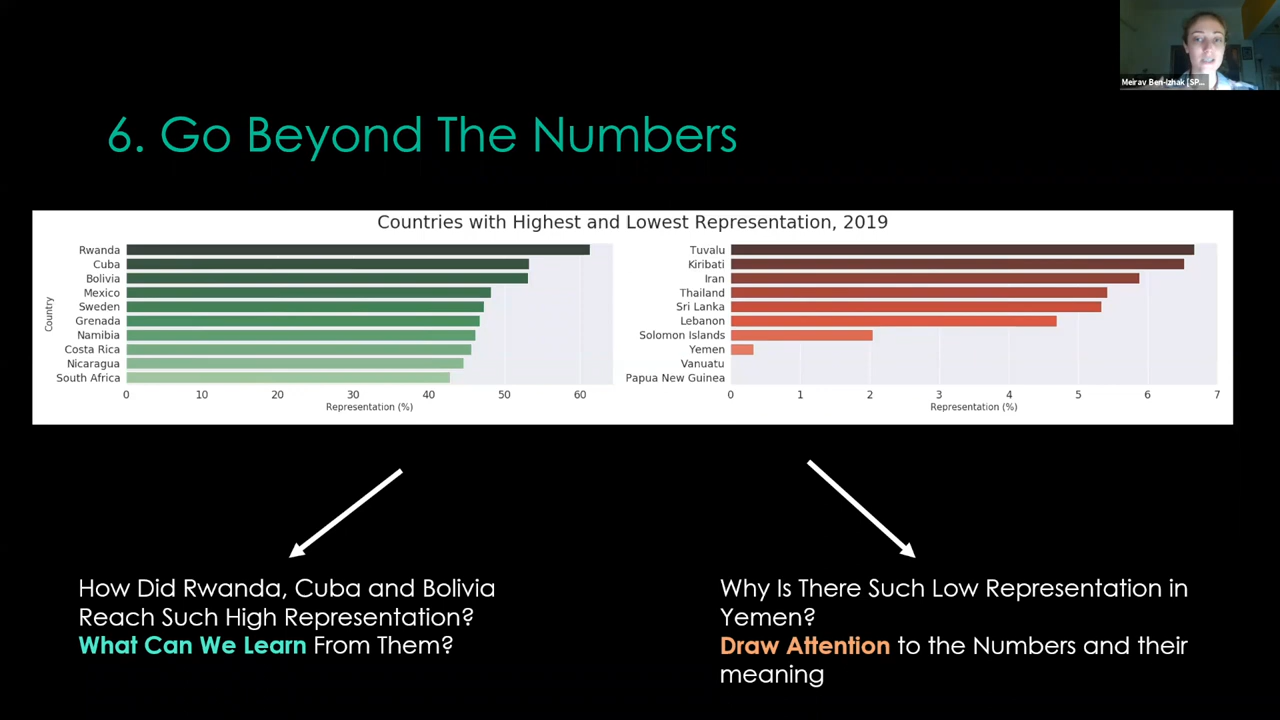 Meirav Ben-Izhak [SP...
6. Go Beyond The Numbers
Countries with Highest and Lowest Representation, 2019
Country
Rwanda
Cuba
Bolivia
Mexico
Sweden
Grenada
Namibia
Costa Rica
Nicaragua
South Africa
0 10 20 30 40 50 60
Representation (%)
Tuvalu
Kiribati
Iran
Thailand
Sri Lanka
Lebanon
Solomon Islands
Yemen
Vanuatu
Papua New Guinea
0 1 2 3 4 5 6 7
Representation (%)
How Did Rwanda, Cuba and Bolivia
Reach Such High Representation?
What Can We Learn From Them?
Why Is There Such Low Representation in
Yemen?
Draw Attention to the Numbers and their
meaning